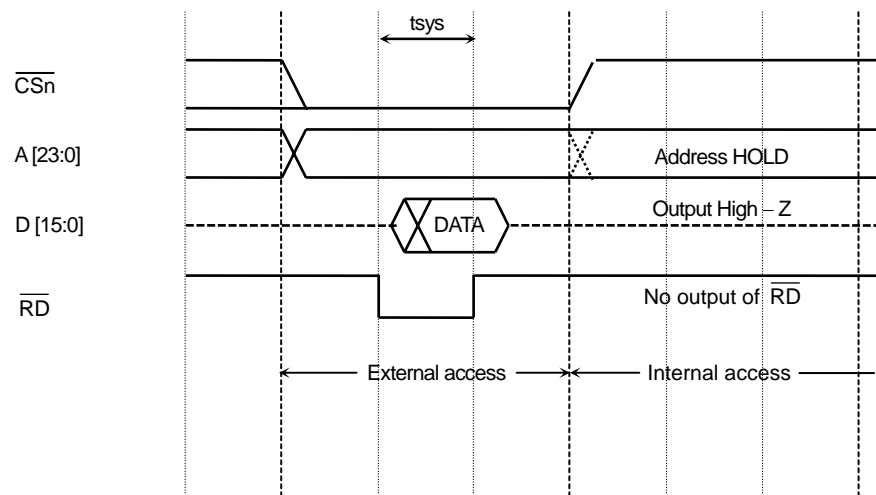 tsys
CSn
A [23:0]
Address HOLD
D [15:0]
DATA
Output High – Z
RD
No output of RD
External access
Internal access